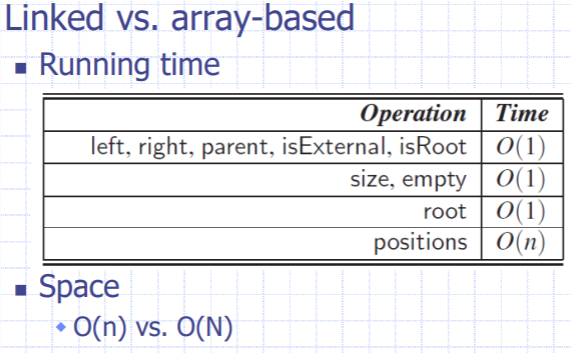 Linked vs. array-based
Running time
Operation Time
left, right, parent, isExternal, isRoot O(1)
size, empty O(1)
root O(1)
positions O(n)
Space
O(n) vs. O(N)